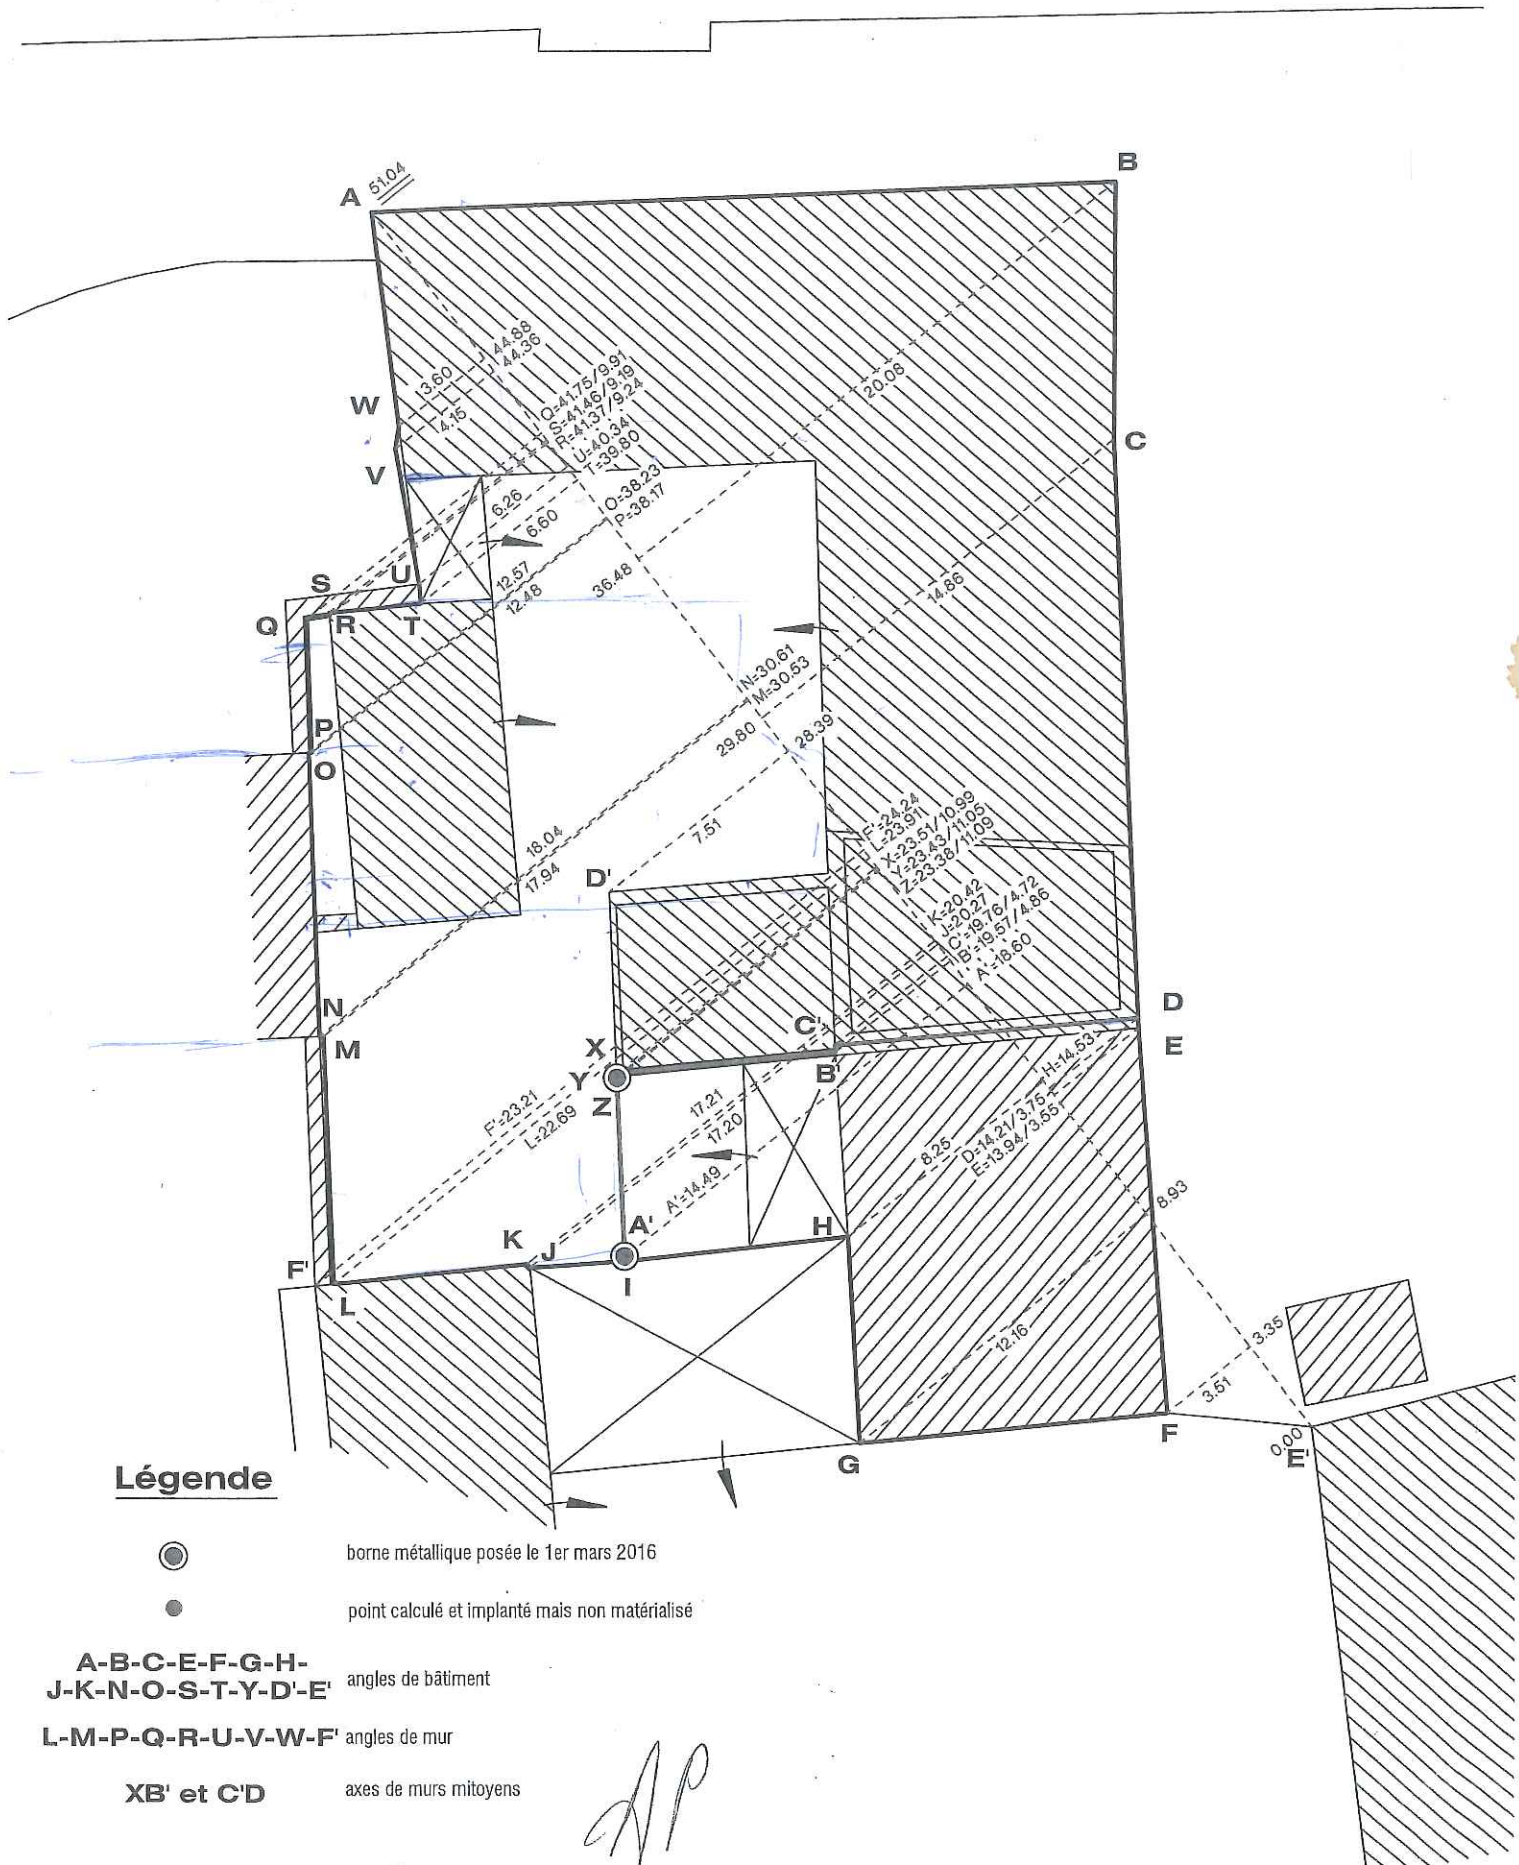 B
A
51.04
44.88
44.36
3.60
4.15
W
V
20.08
C
Q=41.75/9.91
S=41.46/9.19
R=41.37/9.24
U=40.34
T=39.80
6.26
6.60
O=38.23
P=38.17
12.57
12.48
36.48
14.86
S
U
Q
R
T
P
O
N=30.61
M=30.53
29.80
28.39
18.04
17.94
7.51
D'
F'=24.24
L=23.91
X=23.51/10.99
Y=23.43/11.05
Z=23.38/11.09
K=20.42
J=20.27
C'=19.76/4.72
B'=19.57/4.86
A'=18.60
N
M
D
E
C'
B'
X
Y
Z
F'=23.21
L=22.69
17.21
17.20
A'=14.49
H=14.53
D=14.21/3.75
E=13.94/3.55
8.25
8.93
K
J
A'
H
I
F'
L
12.16
3.35
3.51
G
F
0.00
E'
Légende
borne métallique posée le 1er mars 2016
point calculé et implanté mais non matérialisé
A-B-C-E-F-G-H-
J-K-N-O-S-T-Y-D'-E' angles de bâtiment
L-M-P-Q-R-U-V-W-F' angles de mur
XB' et C'D axes de murs mitoyens